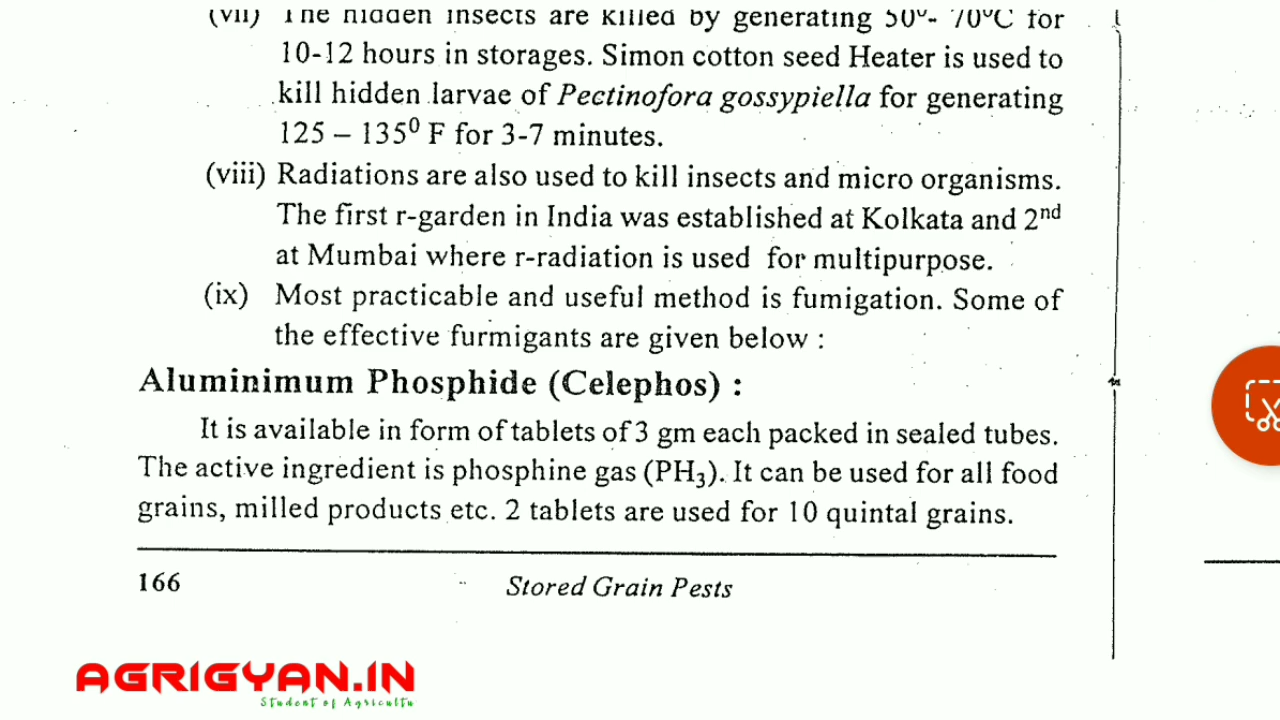 (vii) The hidden insects are killed by generating 50⁰- 70⁰C for
10-12 hours in storages. Simon cotton seed Heater is used to
kill hidden larvae of Pectinofora gossypiella for generating
125 – 135⁰ F for 3-7 minutes.
(viii) Radiations are also used to kill insects and micro organisms.
The first r-garden in India was established at Kolkata and 2nd
at Mumbai where r-radiation is used for multipurpose.
(ix) Most practicable and useful method is fumigation. Some of
the effective furmigants are given below :
Aluminimum Phosphide (Celephos) :
It is available in form of tablets of 3 gm each packed in sealed tubes.
The active ingredient is phosphine gas (PH₃). It can be used for all food
grains, milled products etc. 2 tablets are used for 10 quintal grains.
166 Stored Grain Pests
AGRIGYAN.IN
Student of Agricultu